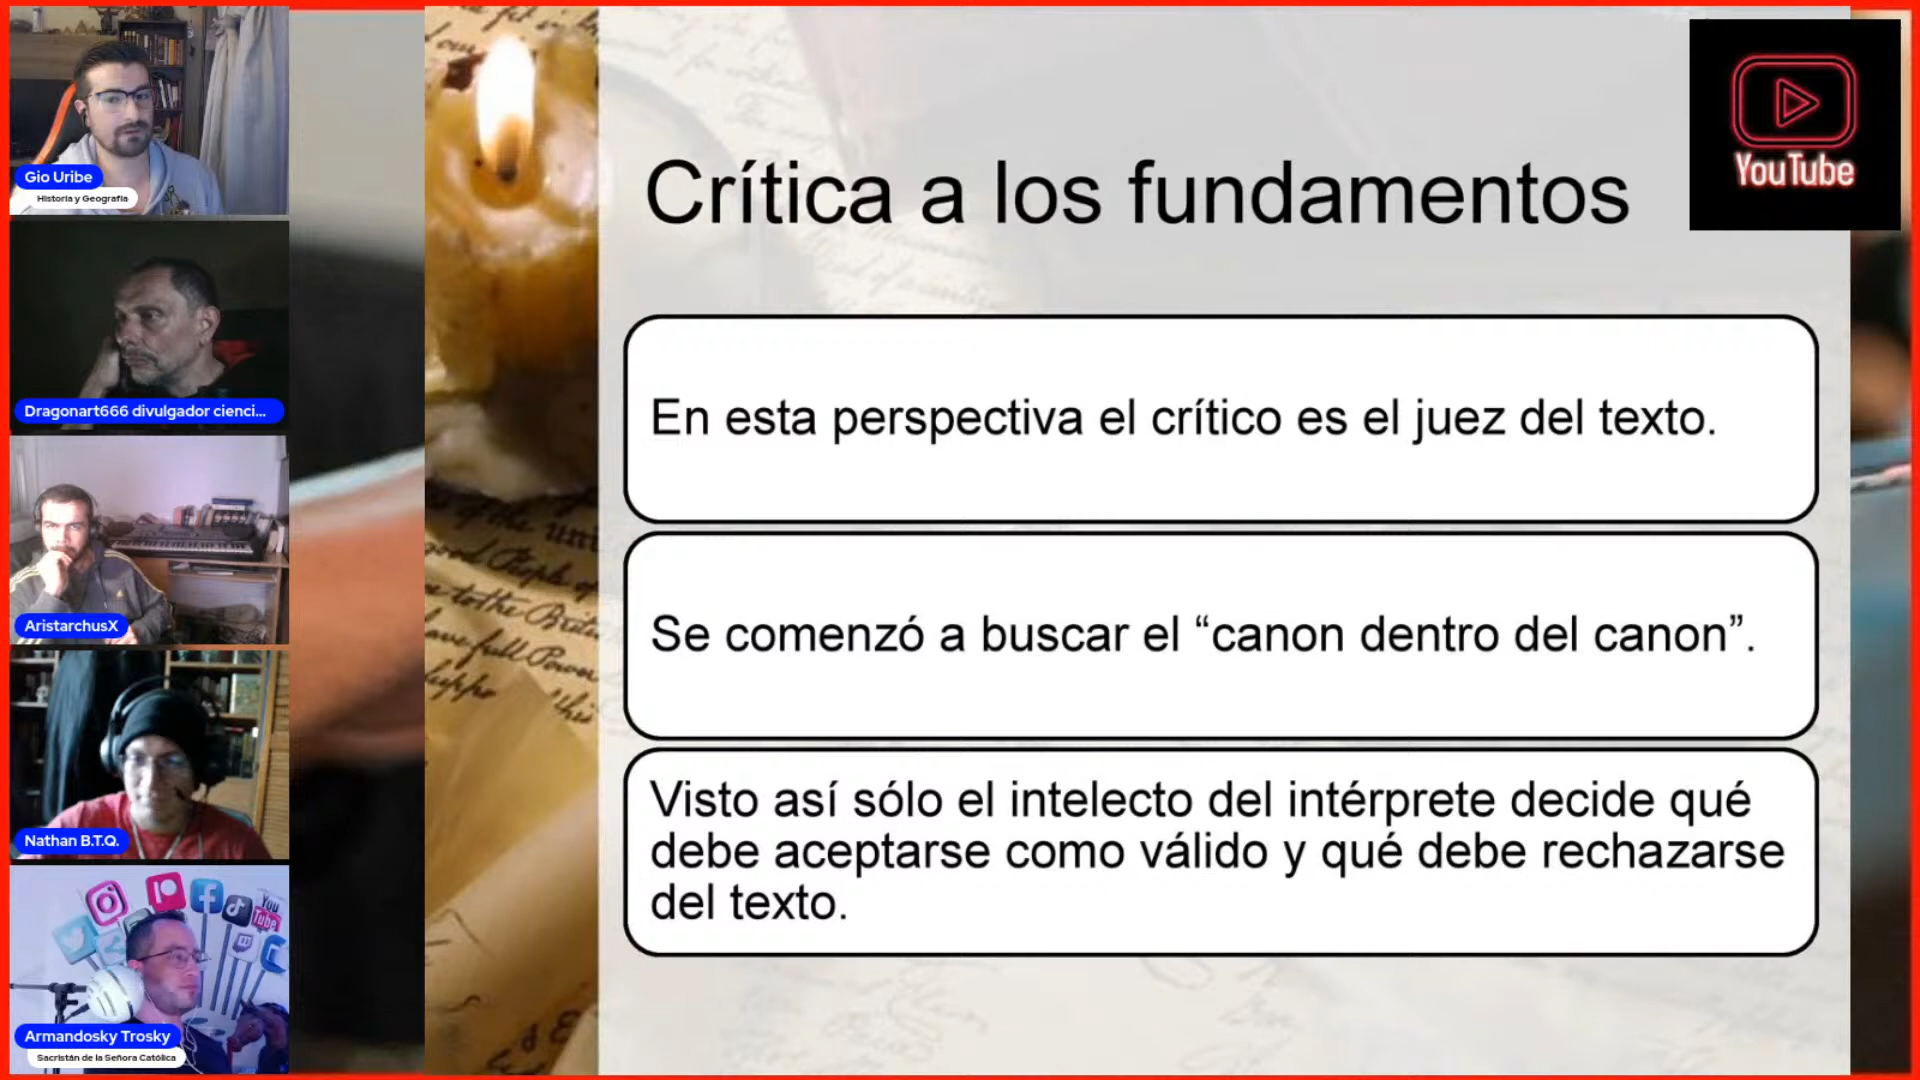 Gio Uribe
Historia y Geografía
Dragonart666 divulgador cienci...
AristarchusX
Nathan B.T.Q.
You
Tube
Armandosky Trosky
Sacristán de la Señora Católica
YouTube
Crítica a los fundamentos
En esta perspectiva el crítico es el juez del texto.
Se comenzó a buscar el “canon dentro del canon”.
Visto así sólo el intelecto del intérprete decide qué
debe aceptarse como válido y qué debe rechazarse
del texto.